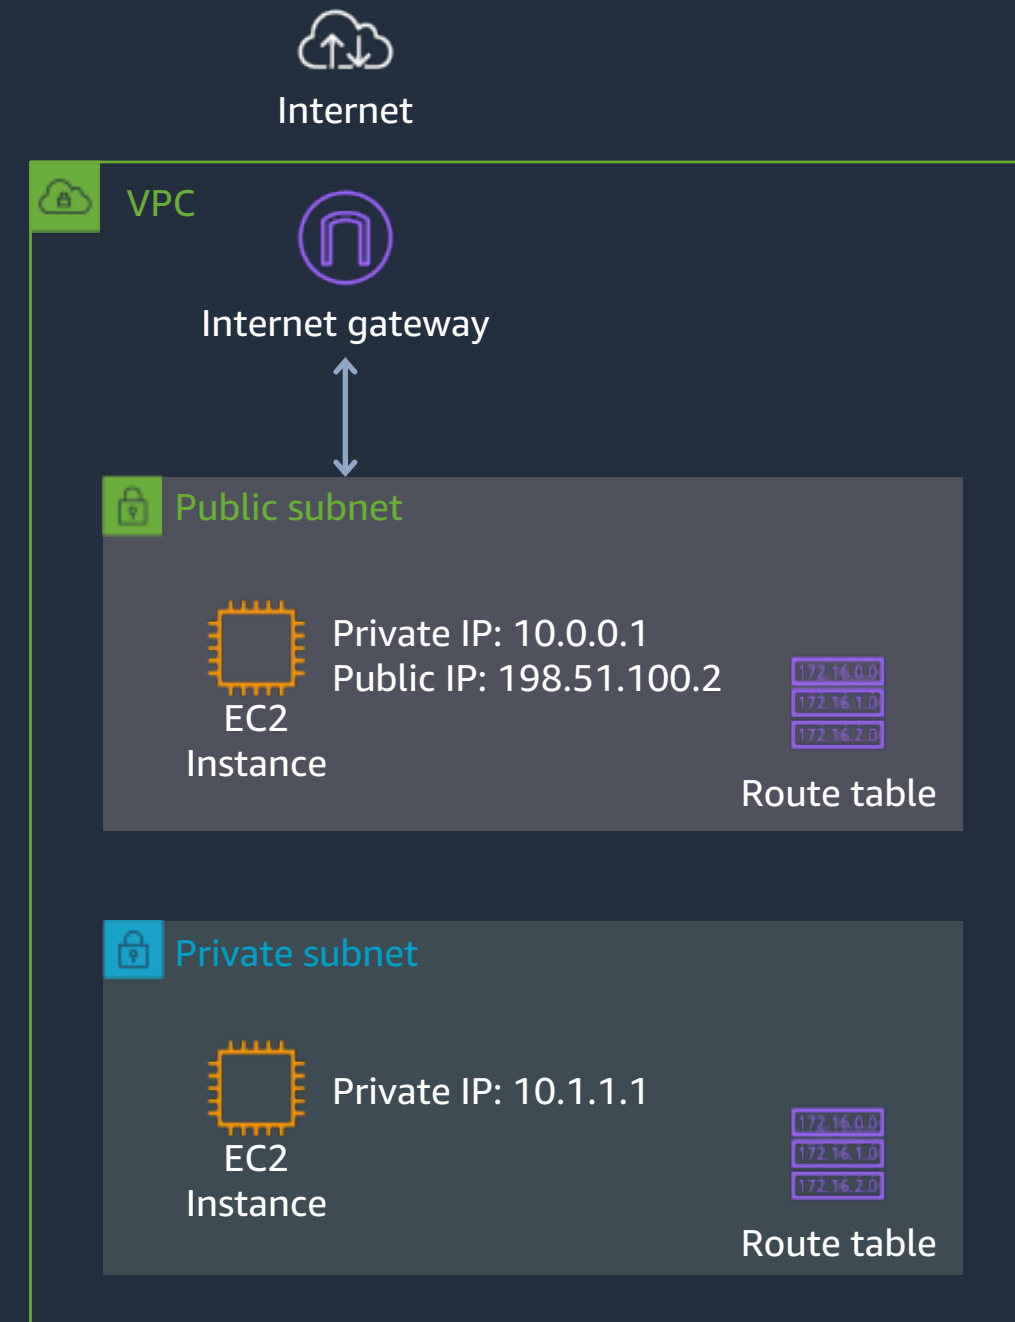 Internet
VPC
Internet gateway
Public subnet
Private IP: 10.0.0.1
Public IP: 198.51.100.2
EC2
Instance
172.16.0.0
172.16.1.0
172.16.2.0
Route table
Private subnet
Private IP: 10.1.1.1
EC2
Instance
172.16.0.0
172.16.1.0
172.16.2.0
Route table